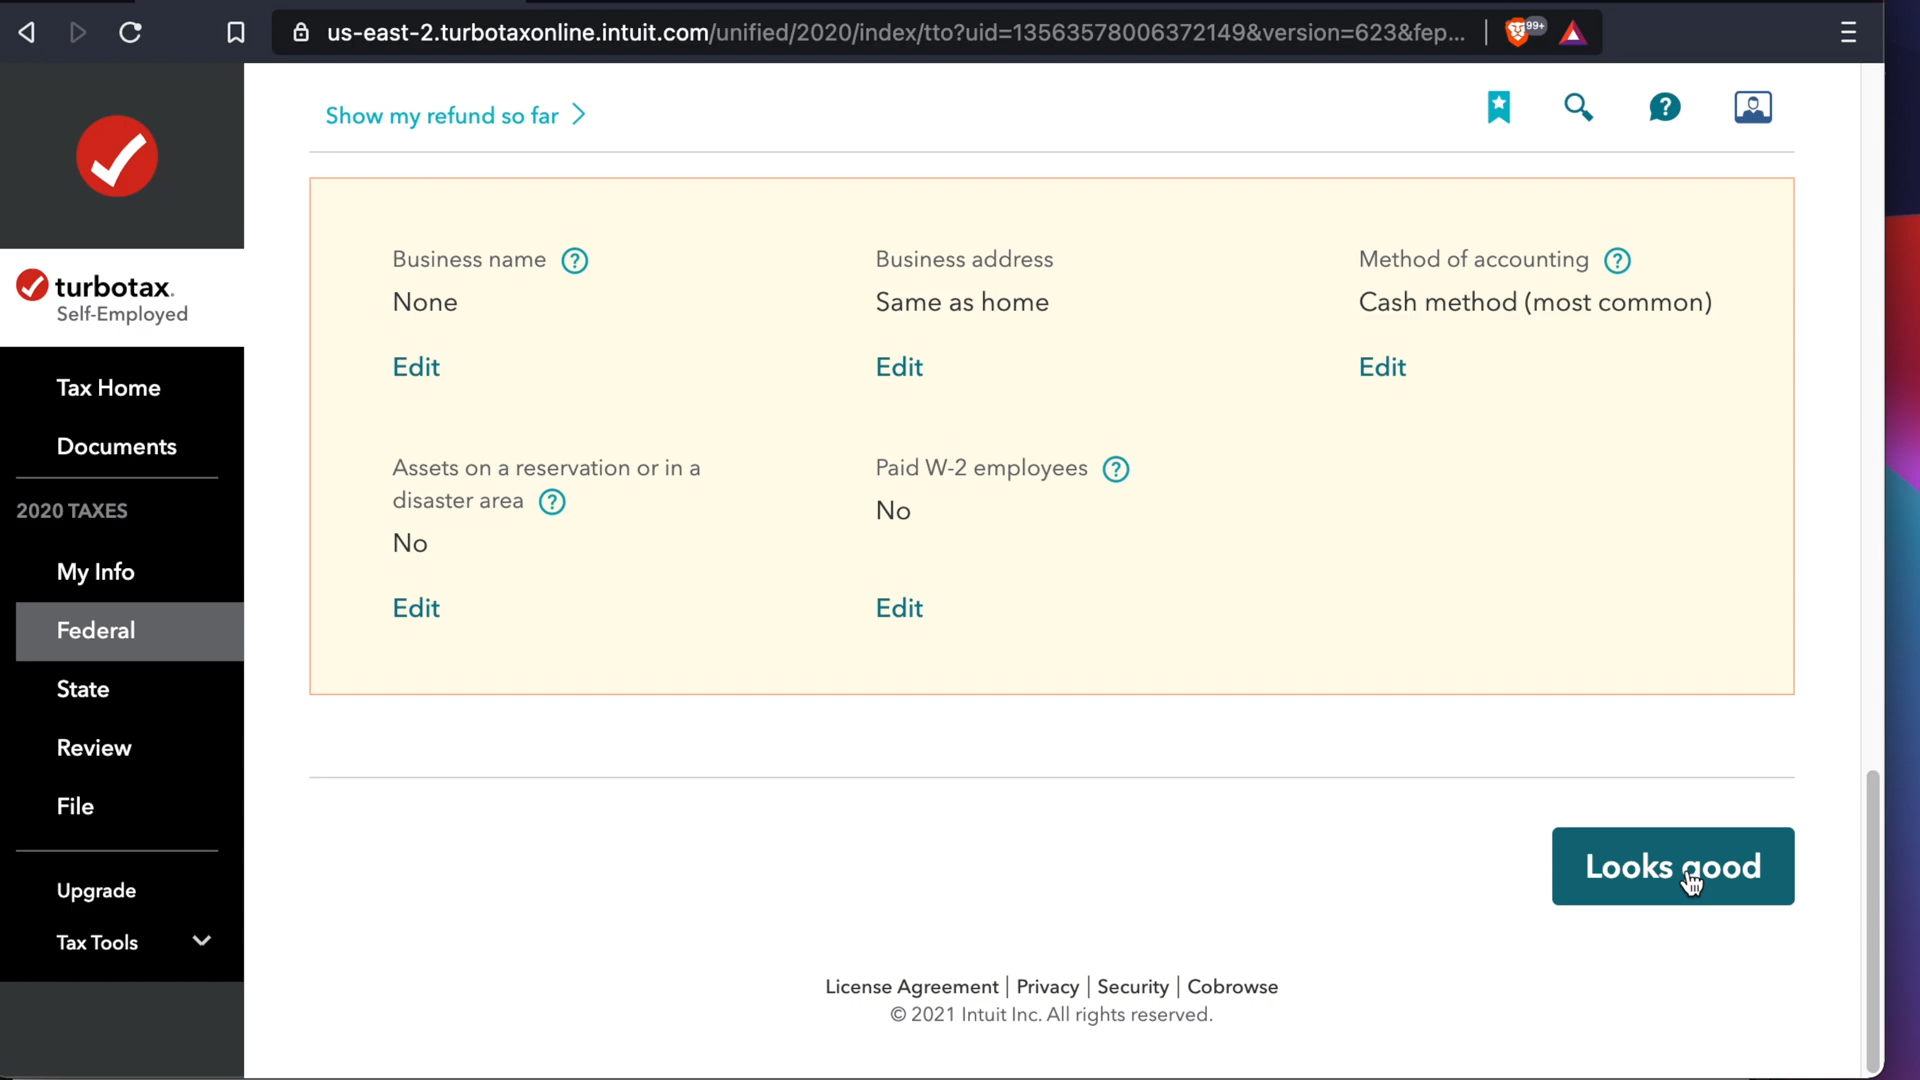 us-east-2.turbotaxonline.intuit.com/unified/2020/index/tto?uid=13563578006372149&version=623&fep...
99+
Show my refund so far
turbotax.
Self-Employed
Tax Home
Documents
2020 TAXES
My Info
Federal
State
Review
File
Upgrade
Tax Tools
Business name ?
None
Edit
Business address
Same as home
Edit
Method of accounting ?
Cash method (most common)
Edit
Assets on a reservation or in a
disaster area ?
No
Edit
Paid W-2 employees ?
No
Edit
Looks good
License Agreement | Privacy | Security | Cobrowse
© 2021 Intuit Inc. All rights reserved.